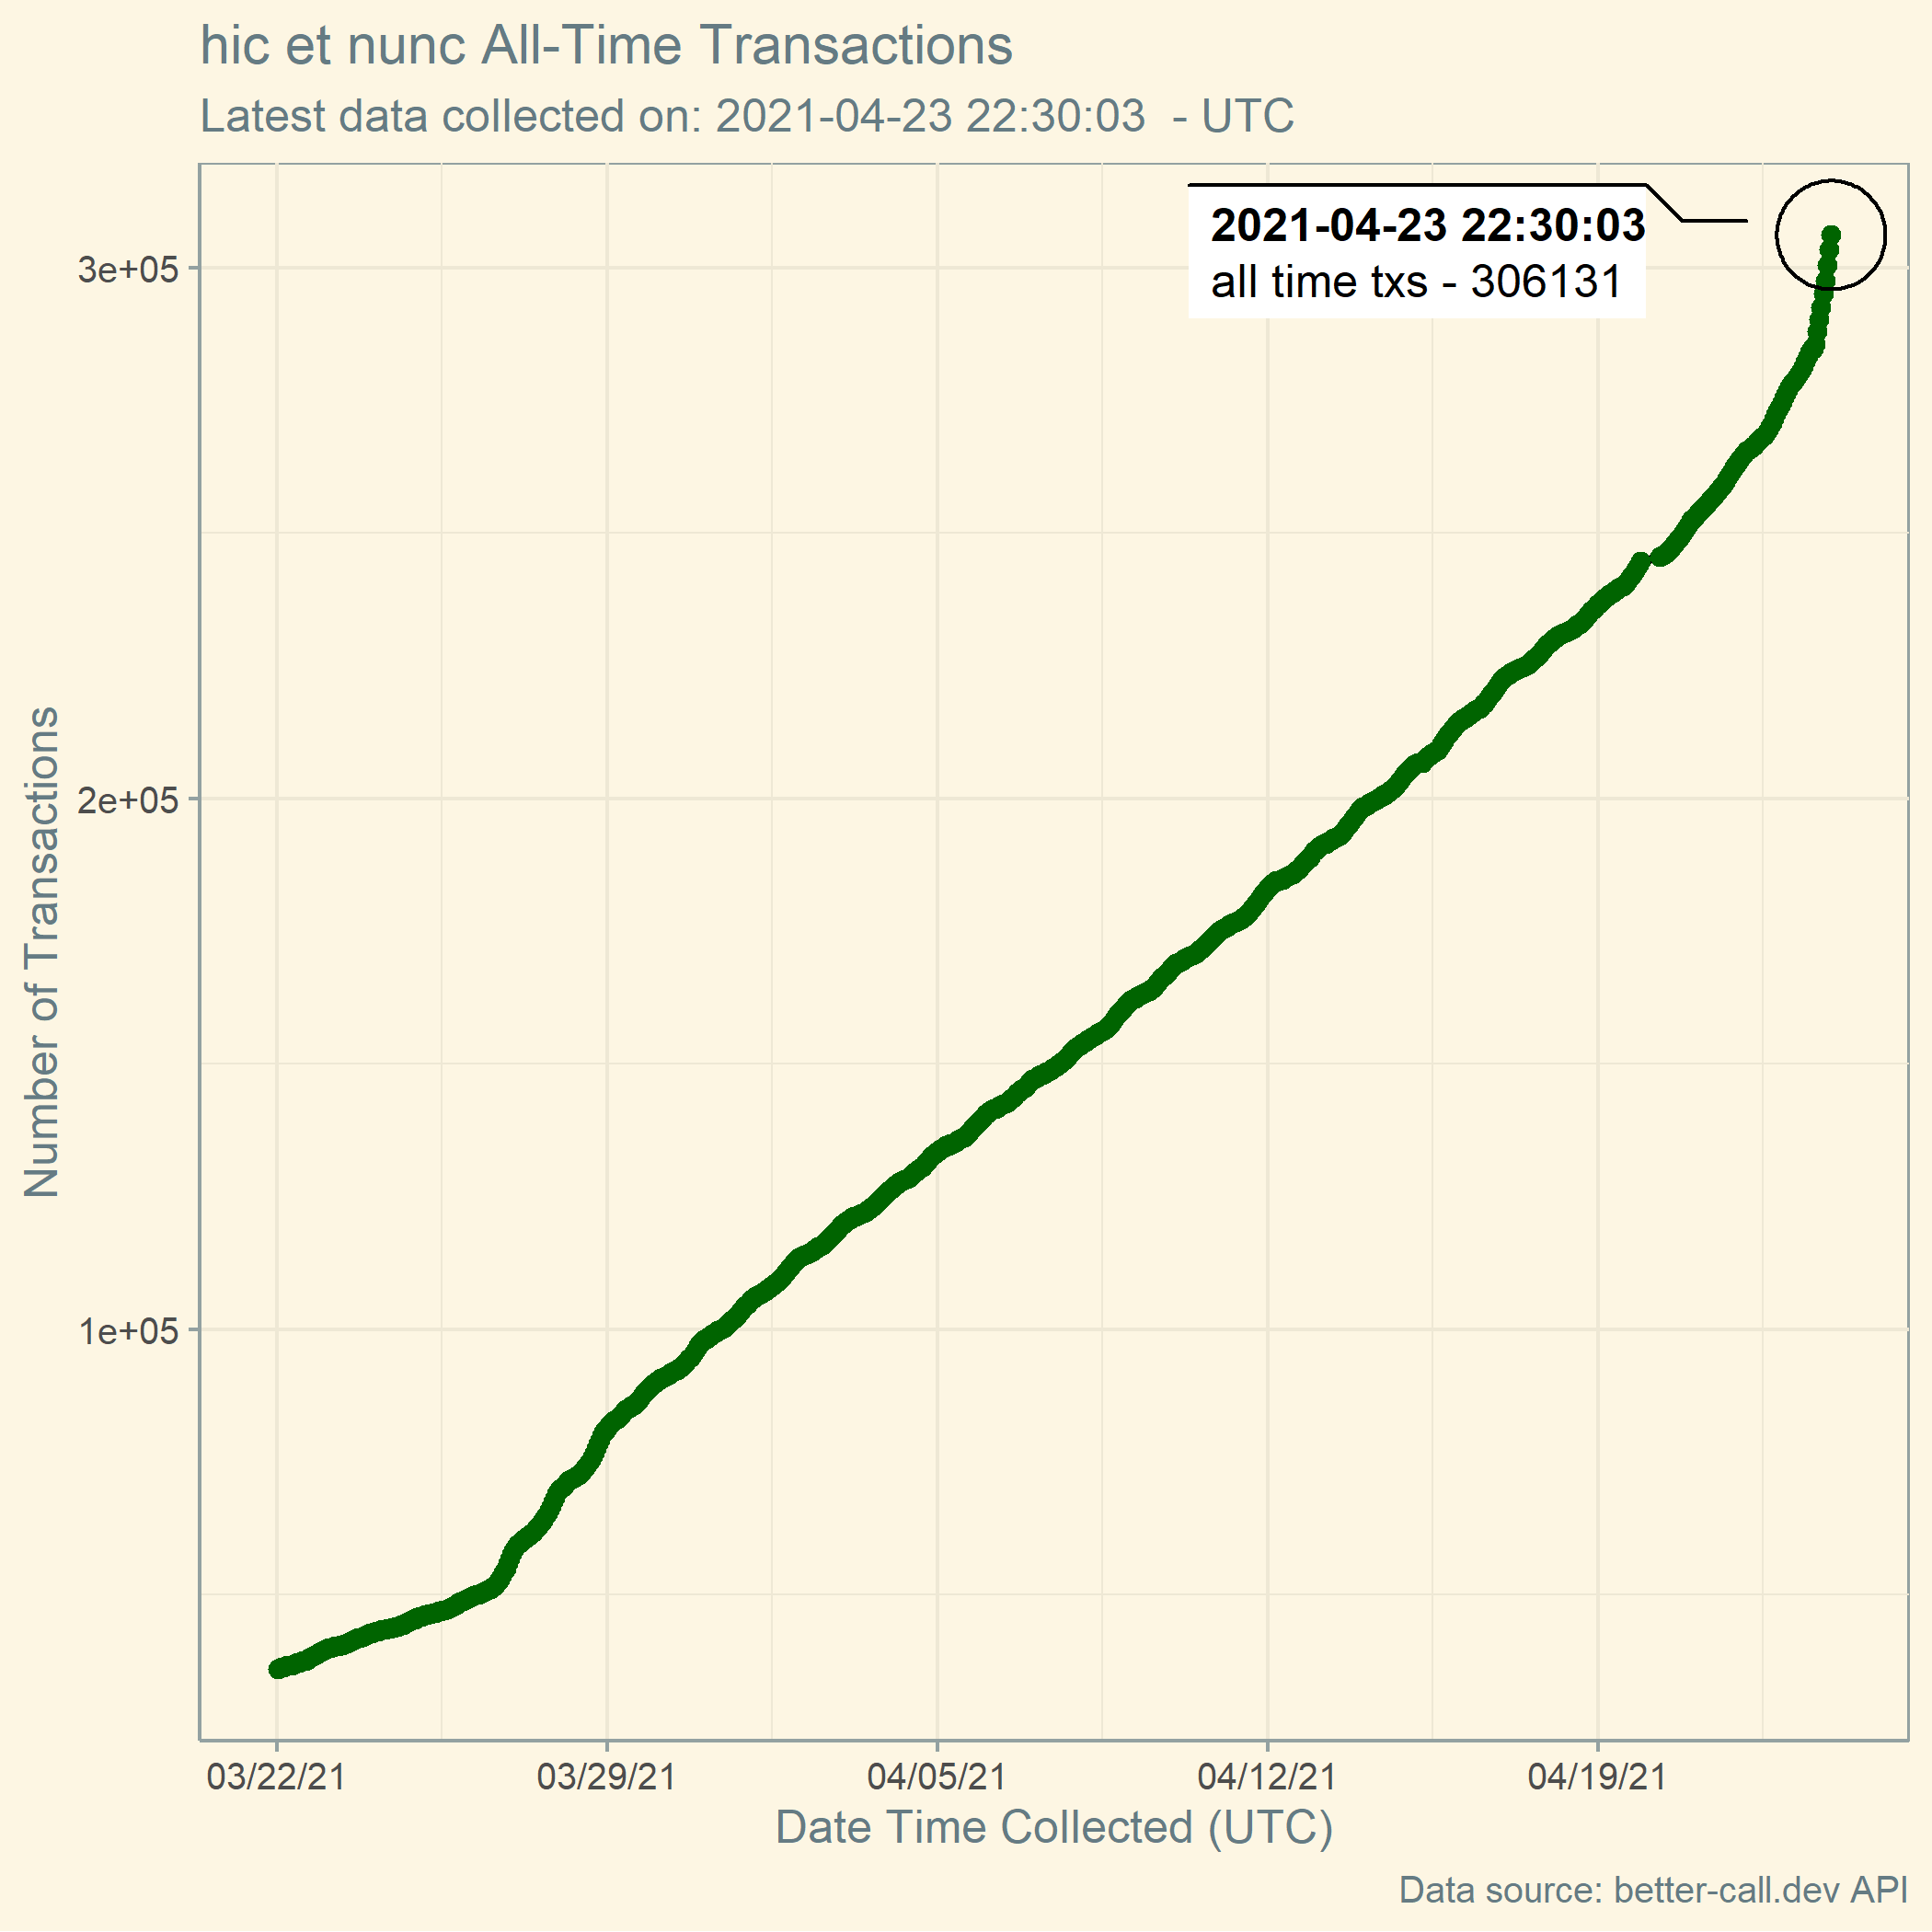 hic et nunc All-Time Transactions
Latest data collected on: 2021-04-23 22:30:03  - UTC
2021-04-23 22:30:03
all time txs - 306131
Number of Transactions
3e+05
2e+05
1e+05
03/22/21
03/29/21
04/05/21
04/12/21
04/19/21
Date Time Collected (UTC)
Data source: better-call.dev API